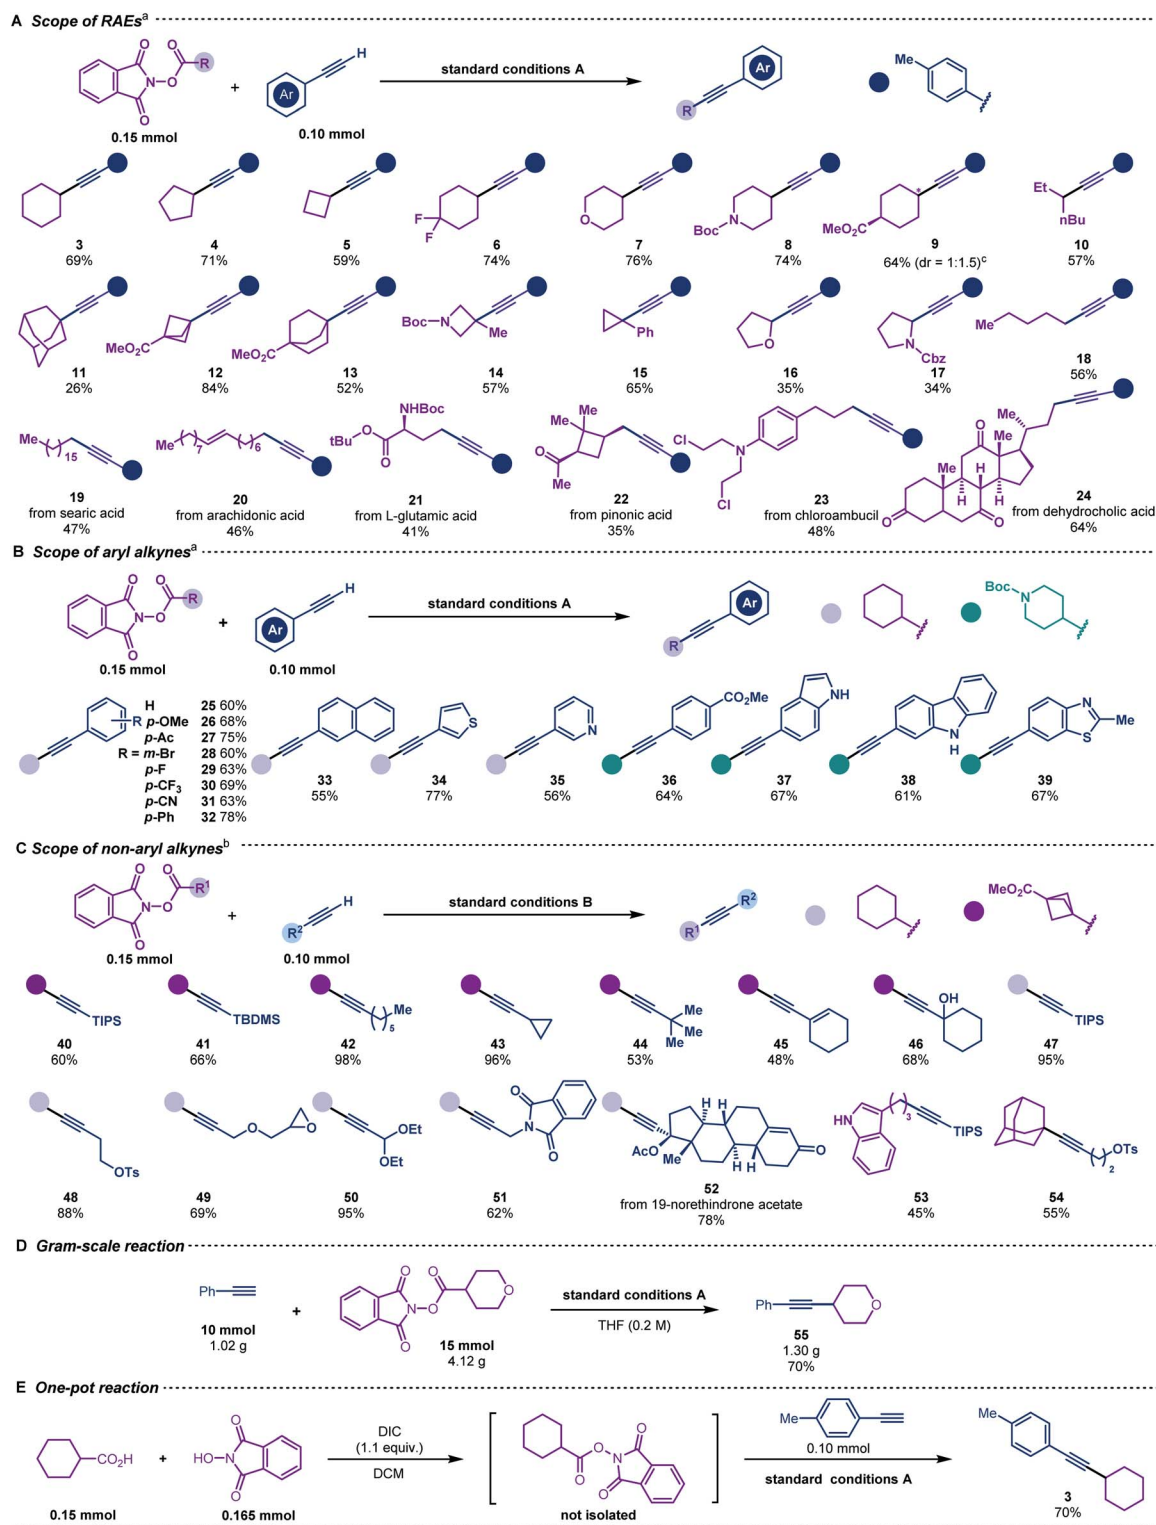 A Scope of RAEsᵃ
O
O
O
N
O
R
+
Ar
H
standard conditions A
R
Ar
Me
0.15 mmol
0.10 mmol
F
F
O
N
Boc
MeO₂C
*
Et
nBu
3
4
5
6
7
8
9
10
69%
71%
59%
74%
76%
74%
64% (dr = 1:1.5)ᶜ
57%
MeO₂C
MeO₂C
Boc
N
Me
Ph
O
N
Cbz
Me
11
12
13
14
15
16
17
18
26%
84%
52%
57%
65%
35%
34%
56%
Me
( )15
Me
( )7
( )6
NHBoc
tBu
O
O
Me
Me
O
Me
Cl
N
Cl
Me
O
Me
Me
H
H
H
O
O
19
20
21
22
23
24
from searic acid
from arachidonic acid
from L-glutamic acid
from pinonic acid
from chloroambucil
from dehydrocholic acid
47%
46%
41%
35%
48%
64%
B Scope of aryl alkynesᵃ
O
O
O
N
O
R
+
Ar
H
standard conditions A
R
Ar
Boc
N
0.15 mmol
0.10 mmol
R
R =
H 25 60%
p-OMe 26 68%
p-Ac 27 75%
m-Br 28 60%
p-F 29 63%
p-CF₃ 30 69%
p-CN 31 63%
p-Ph 32 78%
S
N
CO₂Me
NH
N
H
N
S
Me
33
34
35
36
37
38
39
55%
77%
56%
64%
67%
61%
67%
C Scope of non-aryl alkynesᵇ
O
O
O
N
O
R¹
+
R²
H
standard conditions B
R¹
R²
MeO₂C
0.15 mmol
0.10 mmol
TIPS
TBDMS
( )5
Me
Me
Me
Me
OH
TIPS
40
41
42
43
44
45
46
47
60%
66%
98%
96%
53%
48%
68%
95%
OTs
O
O
OEt
OEt
O
N
O
AcO
Me
H
H
H
H
O
HN
( )3
TIPS
( )2
OTs
48
49
50
51
52
53
54
from 19-norethindrone acetate
88%
69%
95%
62%
78%
45%
55%
D Gram-scale reaction
Ph
+
O
O
O
N
O
O
standard conditions A
THF (0.2 M)
Ph
O
10 mmol
1.02 g
15 mmol
4.12 g
55
1.30 g
70%
E One-pot reaction
CO₂H
+
HO
N
O
O
DIC
(1.1 equiv.)
DCM
O
O
N
O
O
Me
0.10 mmol
standard conditions A
Me
0.15 mmol
0.165 mmol
not isolated
3
70%